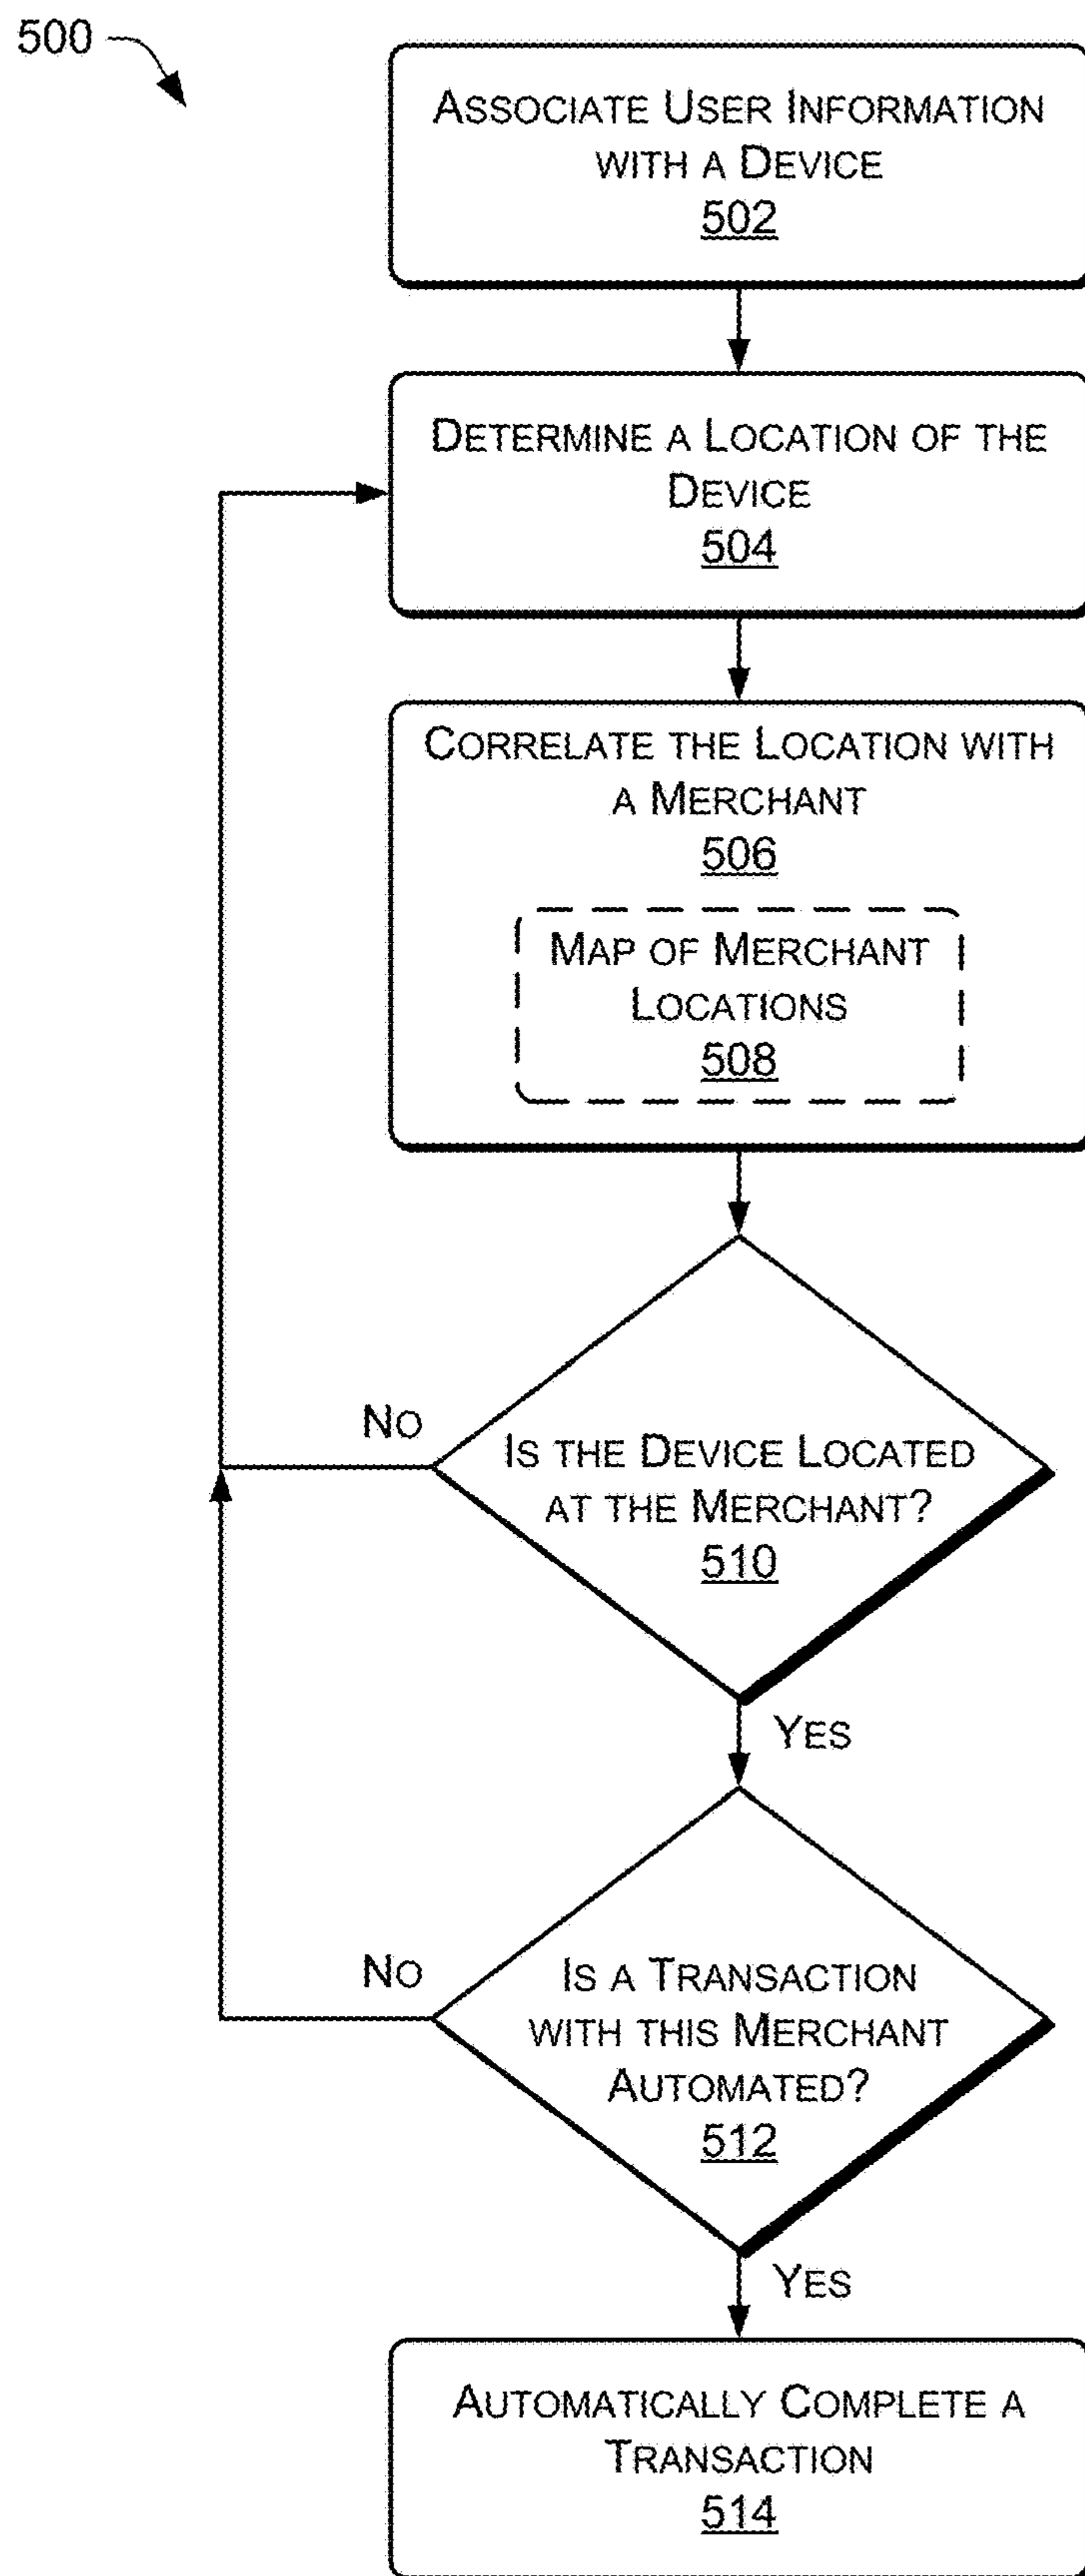 500
ASSOCIATE USER INFORMATION
WITH A DEVICE
502
DETERMINE A LOCATION OF THE
DEVICE
504
CORRELATE THE LOCATION WITH
A MERCHANT
506
MAP OF MERCHANT
LOCATIONS
508
NO
IS THE DEVICE LOCATED
AT THE MERCHANT?
510
YES
NO
IS A TRANSACTION
WITH THIS MERCHANT
AUTOMATED?
512
YES
AUTOMATICALLY COMPLETE A
TRANSACTION
514